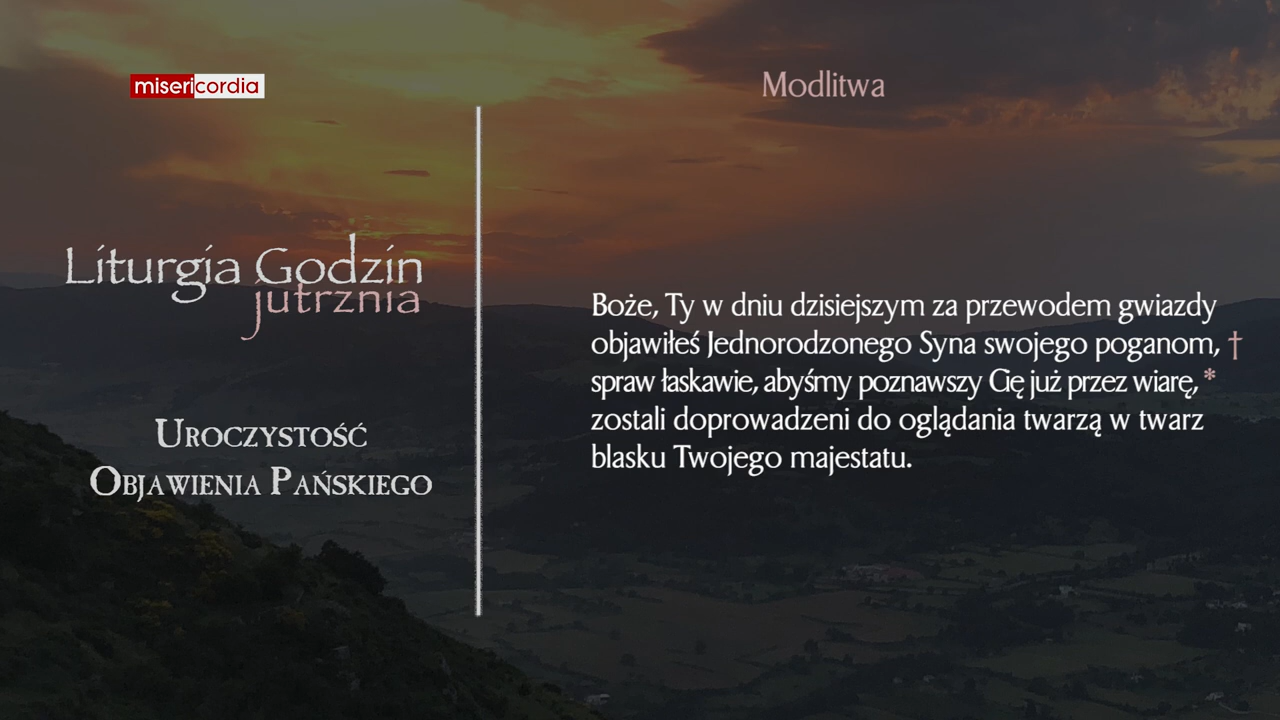 misericordia
Liturgia Godzin
jutrznia
Uroczystość
Objawienia Pańskiego
Modlitwa
Boże, Ty w dniu dzisiejszym za przewodem gwiazdy
objawiłeś Jednorodzonego Syna swojego poganom, †
spraw łaskawie, abyśmy poznawszy Cię już przez wiarę, *
zostali doprowadzeni do oglądania twarzą w twarz
blasku Twojego majestatu.